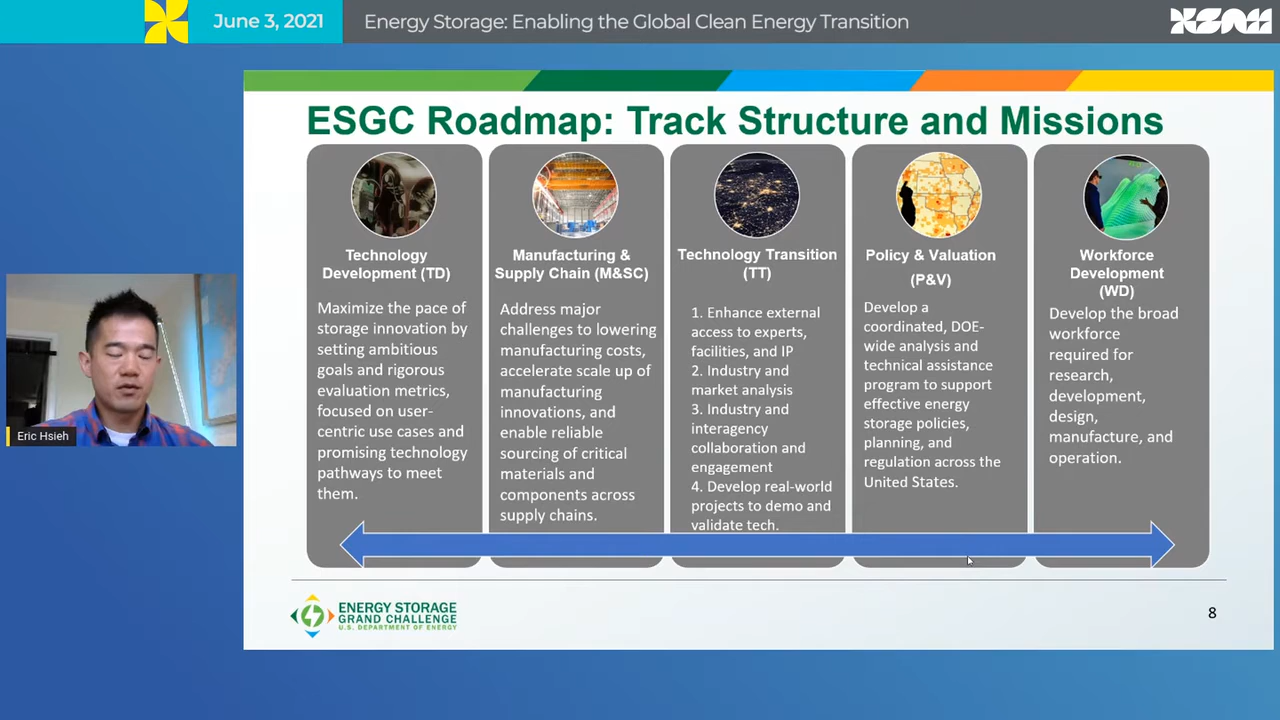 June 3, 2021
Energy Storage: Enabling the Global Clean Energy Transition
ESGC Roadmap: Track Structure and Missions
Technology
Development (TD)
Maximize the pace of
storage innovation by
setting ambitious
goals and rigorous
evaluation metrics,
focused on user-
centric use cases and
promising technology
pathways to meet
them.
Manufacturing &
Supply Chain (M&SC)
Address major
challenges to lowering
manufacturing costs,
accelerate scale up of
manufacturing
innovations, and
enable reliable
sourcing of critical
materials and
components across
supply chains.
Technology Transition
(TT)
1. Enhance external
access to experts,
facilities, and IP
2. Industry and
market analysis
3. Industry and
interagency
collaboration and
engagement
4. Develop real-world
projects to demo and
validate tech.
Policy & Valuation
(P&V)
Develop a
coordinated, DOE-
wide analysis and
technical assistance
program to support
effective energy
storage policies,
planning, and
regulation across the
United States.
Workforce
Development
(WD)
Develop the broad
workforce
required for
research,
development,
design,
manufacture, and
operation.
Eric Hsieh
ENERGY STORAGE
GRAND CHALLENGE
U.S. DEPARTMENT OF ENERGY
8